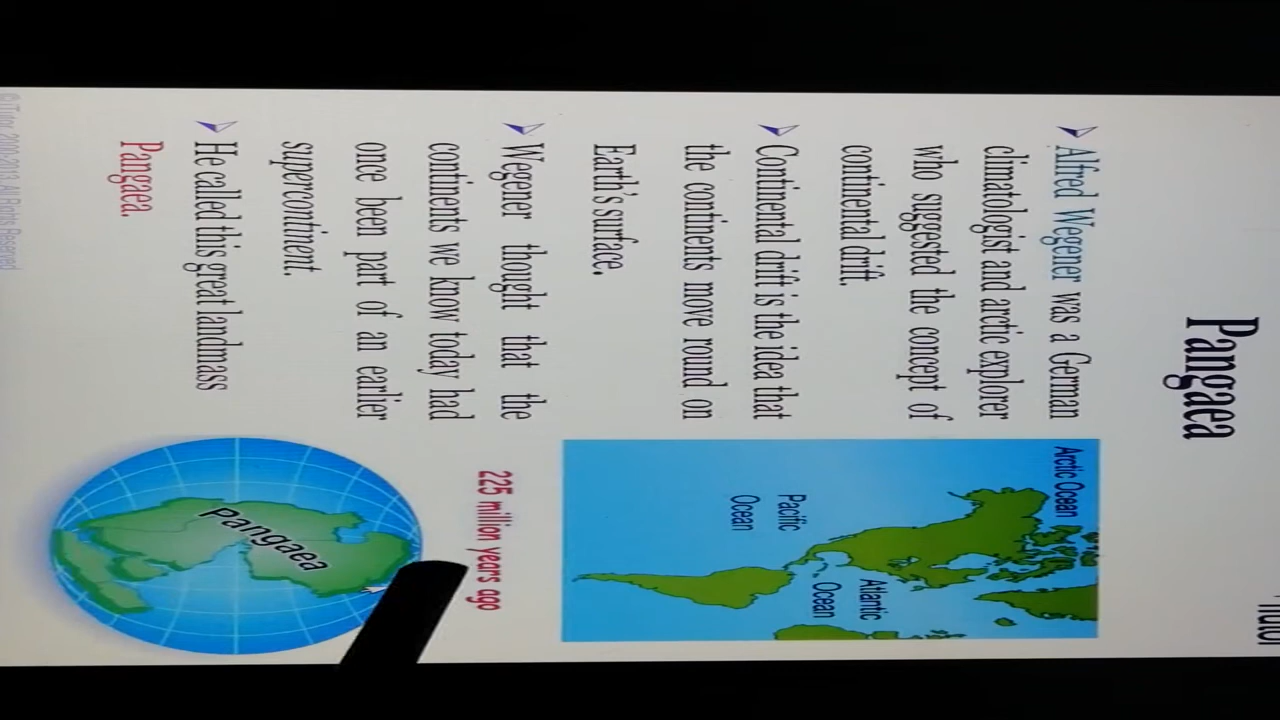 Pangaea
Alfred Wegener was a German
climatologist and arctic explorer
who suggested the concept of
continental drift.
Continental drift is the idea that
the continents move round on
Earth's surface.
Wegener thought that the
continents we know today had
once been part of an earlier
supercontinent.
He called this great landmass
Pangaea.
Arctic Ocean
Pacific
Ocean
Atlantic
Ocean
225 million years ago
Pangaea
All Rights Reserved